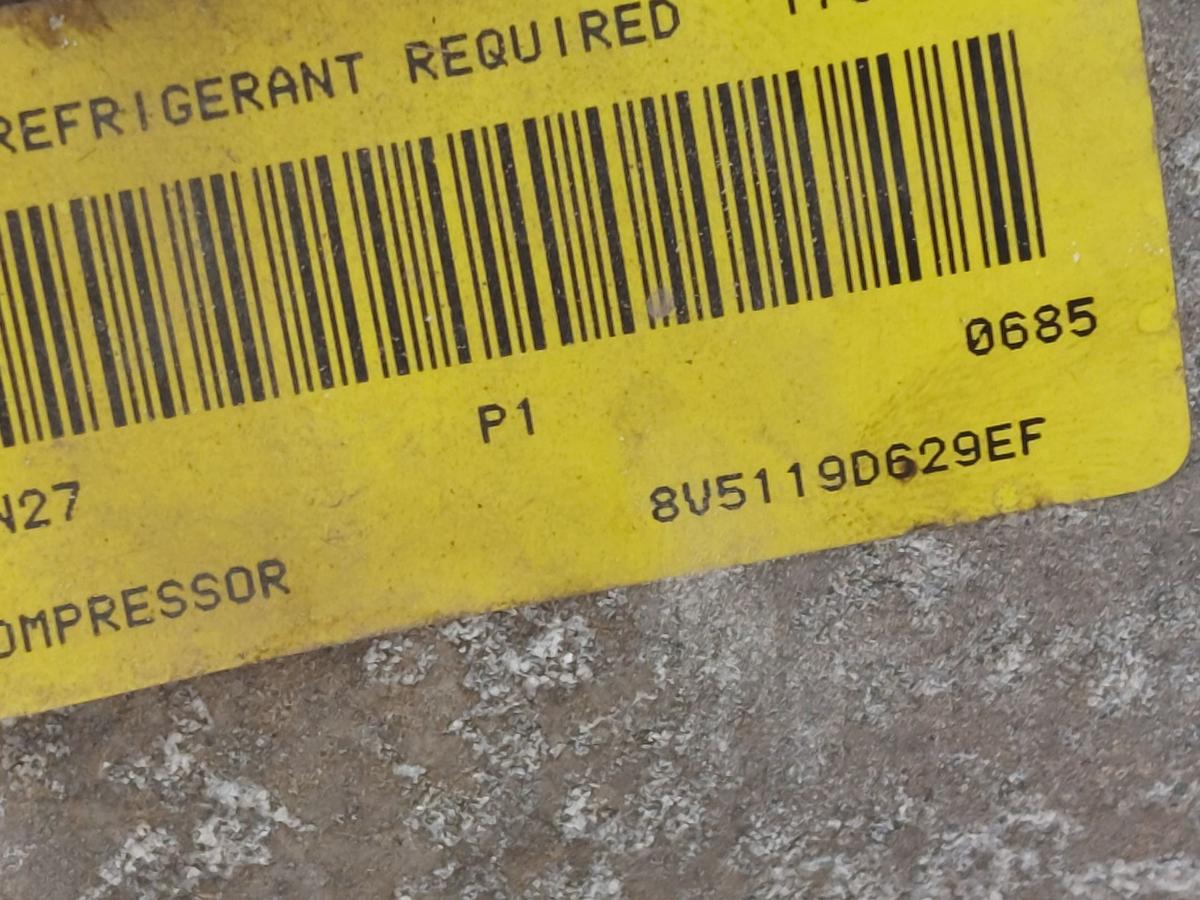 REFRIGERANT REQUIRED
0685
P1
8V5119D629EF
N27
OMPRESSOR